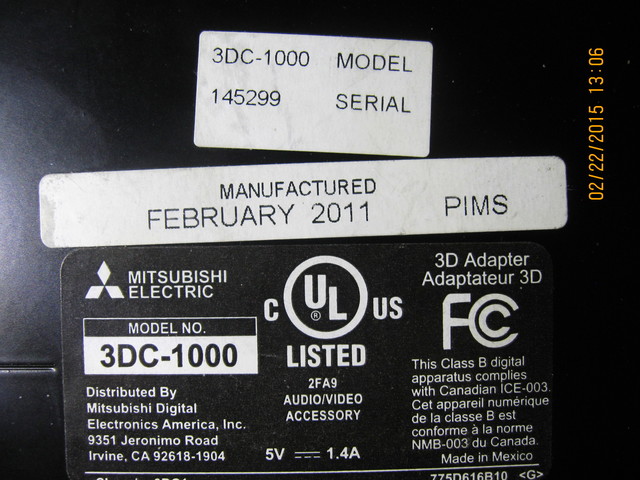 3DC-1000 MODEL
145299 SERIAL
MANUFACTURED
FEBRUARY 2011 PIMS
MITSUBISHI
ELECTRIC
MODEL NO.
3DC-1000
Distributed By
Mitsubishi Digital
Electronics America, Inc.
9351 Jeronimo Road
Irvine, CA 92618-1904
C UL US
®
LISTED
2FA9
AUDIO/VIDEO
ACCESSORY
5V 1.4A
3D Adapter
Adaptateur 3D
FC
This Class B digital
apparatus complies
with Canadian ICE-003.
Cet appareil numérique
de la classe B est
conforme à la norme
NMB-003 du Canada.
Made in Mexico
775D616B10 <G>
02/22/2015 13:06